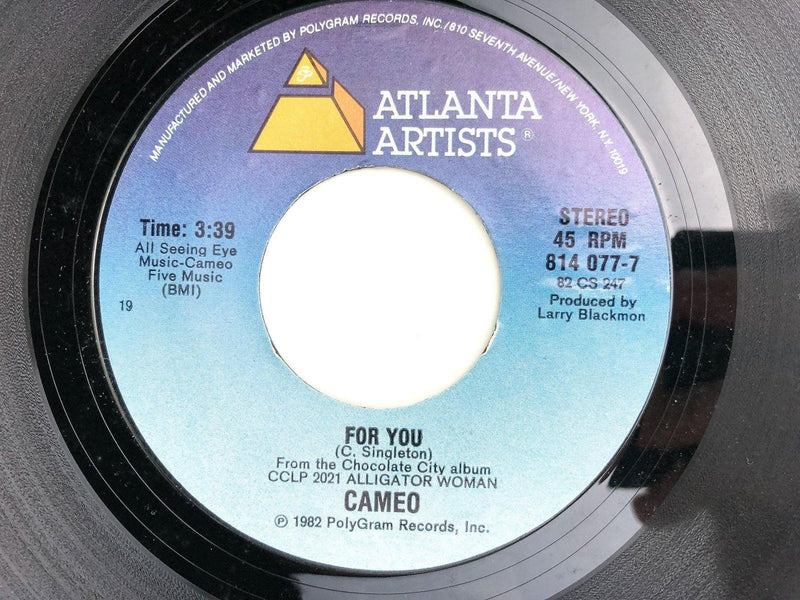 MANUFACTURED AND MARKETED BY POLYGRAM RECORDS, INC./810 SEVENTH AVENUE/NEW YORK, N.Y. 10019
ATLANTA
ARTISTS®
Time: 3:39
All Seeing Eye
Music-Cameo
Five Music
(BMI)
19
STEREO
45 RPM
814 077-7
82 CS 247
Produced by
Larry Blackmon
FOR YOU
(C. Singleton)
From the Chocolate City album
CCLP 2021 ALLIGATOR WOMAN
CAMEO
℗ 1982 PolyGram Records, Inc.